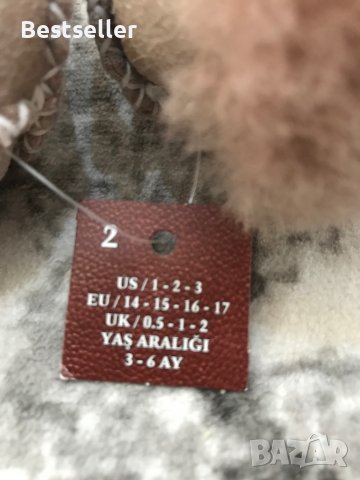 Bestseller
2
US / 1 - 2 - 3
EU / 14 - 15 - 16 - 17
UK / 0.5 - 1 - 2
YAŞ ARALIĞI
3 - 6 AY
BAZAR